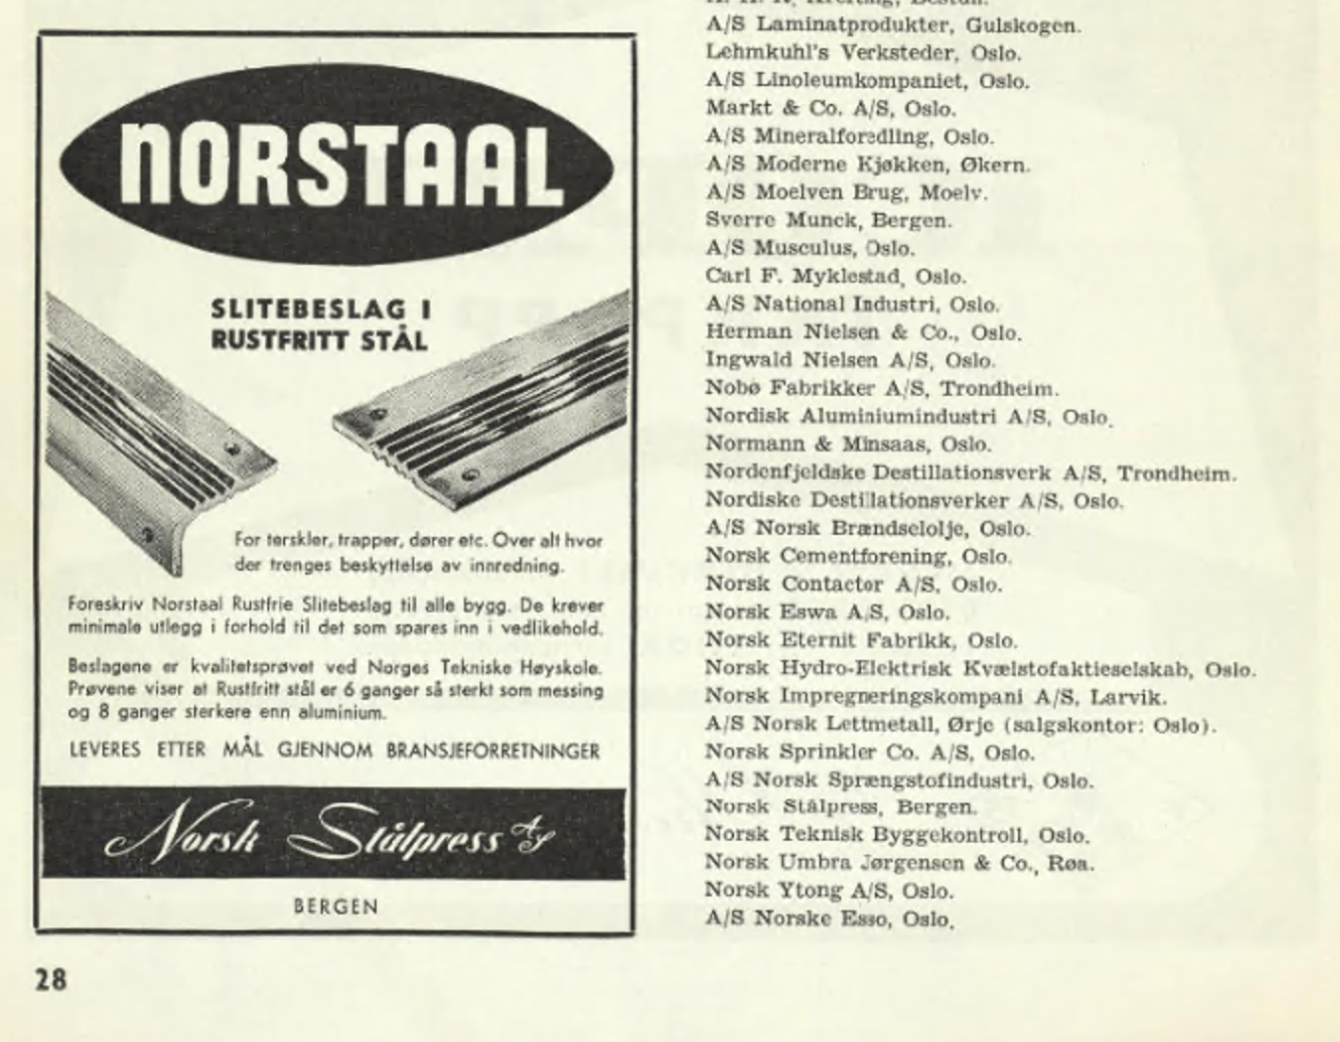 NORSTAAL
SLITEBESLAG I
RUSTFRITT STÅL
For terskler, trapper, dører etc. Over alt hvor
der trenges beskyttelse av innredning.
Foreskriv Norstaal Rustfrie Slitebeslag til alle bygg. De krever
minimale utlegg i forhold til det som spares inn i vedlikehold.
Beslagene er kvalitetsprøvet ved Norges Tekniske Høyskole.
Prøvene viser at Rustfritt stål er 6 ganger så sterkt som messing
og 8 ganger sterkere enn aluminium.
LEVERES ETTER MÅL GJENNOM BRANSJEFORRETNINGER
Norsk Stålpress A/S
BERGEN
28
A/S Laminatprodukter, Gulskogen.
Lehmkuhl's Verksteder, Oslo.
A/S Linoleumkompaniet, Oslo.
Markt & Co. A/S, Oslo.
A/S Mineralforedling, Oslo.
A/S Moderne Kjøkken, Økern.
A/S Moelven Brug, Moelv.
Sverre Munck, Bergen.
A/S Musculus, Oslo.
Carl F. Myklestad, Oslo.
A/S National Industri, Oslo.
Herman Nielsen & Co., Oslo.
Ingwald Nielsen A/S, Oslo.
Nobø Fabrikker A/S, Trondheim.
Nordisk Aluminiumindustri A/S, Oslo.
Normann & Minsaas, Oslo.
Nordenfjeldske Destillationsverk A/S, Trondheim.
Nordiske Destillationsverker A/S, Oslo.
A/S Norsk Brændselolje, Oslo.
Norsk Cementforening, Oslo.
Norsk Contactor A/S, Oslo.
Norsk Eswa A/S, Oslo.
Norsk Eternit Fabrikk, Oslo.
Norsk Hydro-Elektrisk Kvælstofaktieselskab, Oslo.
Norsk Impregneringskompani A/S, Larvik.
A/S Norsk Lettmetall, Ørje (salgskontor: Oslo).
Norsk Sprinkler Co. A/S, Oslo.
A/S Norsk Sprængstofindustri, Oslo.
Norsk Stålpress, Bergen.
Norsk Teknisk Byggekontroll, Oslo.
Norsk Umbra Jørgensen & Co., Røa.
Norsk Ytong A/S, Oslo.
A/S Norske Esso, Oslo.